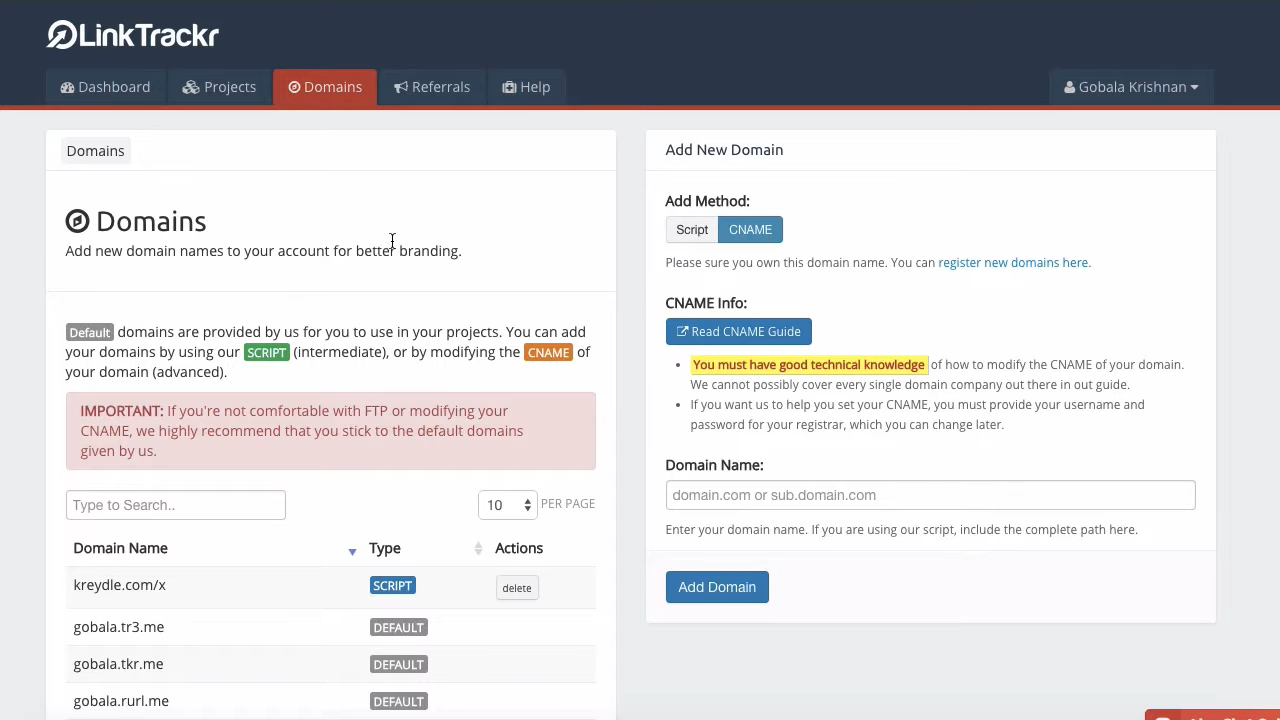 LinkTrackr
Dashboard
Projects
Domains
Referrals
Help
Gobala Krishnan
Domains
Domains
Add new domain names to your account for better branding.
Default domains are provided by us for you to use in your projects. You can add
your domains by using our SCRIPT (intermediate), or by modifying the CNAME of
your domain (advanced).
IMPORTANT: If you're not comfortable with FTP or modifying your
CNAME, we highly recommend that you stick to the default domains
given by us.
Type to Search..
10 PER PAGE
Domain Name Type Actions
kreydle.com/x SCRIPT delete
gobala.tr3.me DEFAULT
gobala.tkr.me DEFAULT
gobala.rurl.me DEFAULT
Add New Domain
Add Method:
Script CNAME
Please sure you own this domain name. You can register new domains here.
CNAME Info:
Read CNAME Guide
• You must have good technical knowledge of how to modify the CNAME of your domain.
We cannot possibly cover every single domain company out there in out guide.
• If you want us to help you set your CNAME, you must provide your username and
password for your registrar, which you can change later.
Domain Name:
domain.com or sub.domain.com
Enter your domain name. If you are using our script, include the complete path here.
Add Domain